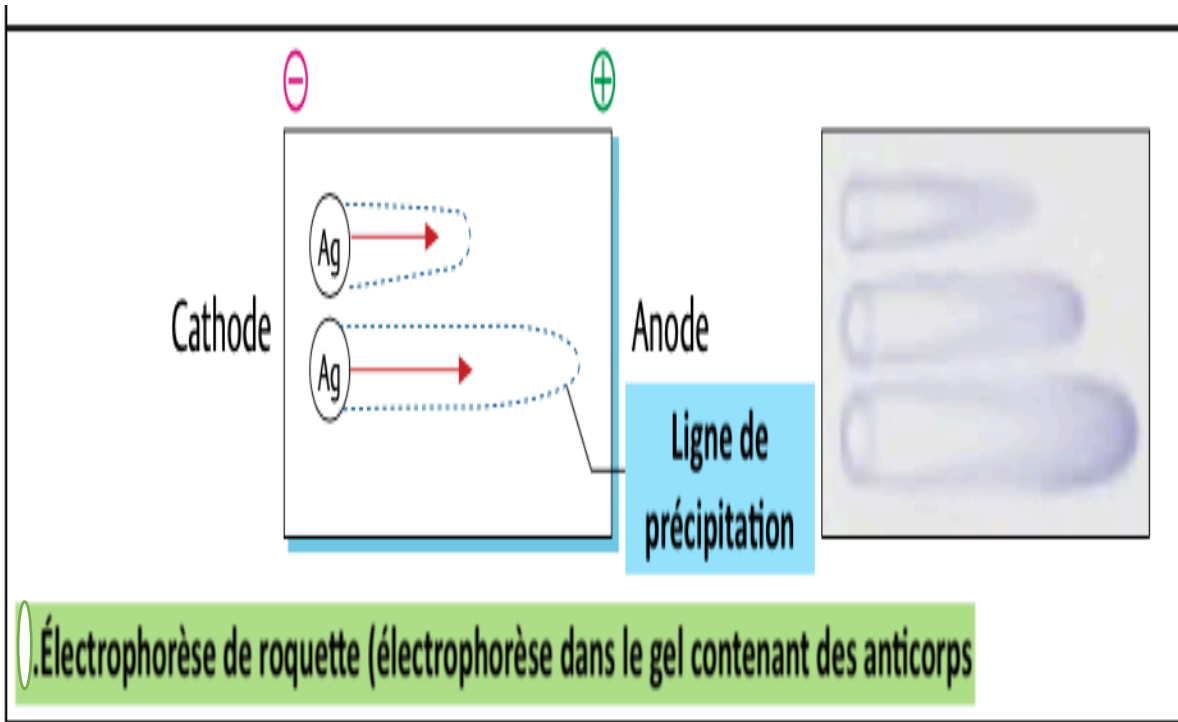 − +
Ag
Cathode
Anode
Ag
Ligne de
précipitation
.Électrophorèse de roquette (électrophorèse dans le gel contenant des anticorps